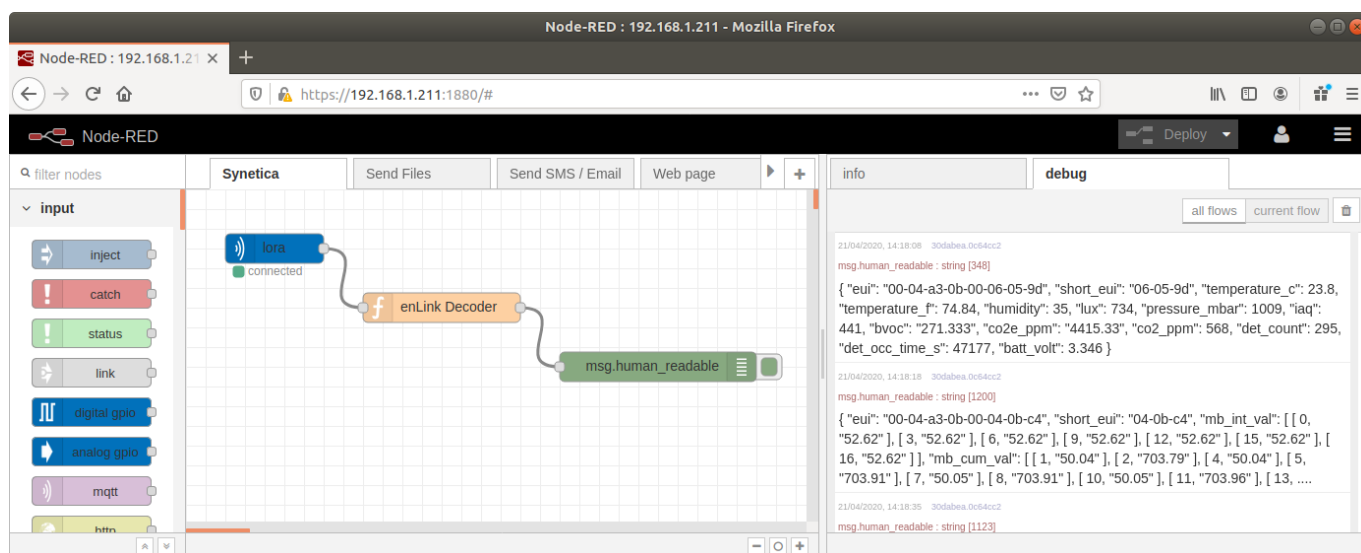 Node-RED : 192.168.1.211 - Mozilla Firefox
Node-RED : 192.168.1.21
https://192.168.1.211:1880/#
Node-RED
Deploy
filter nodes
Synetica
Send Files
Send SMS / Email
Web page
info
debug
input
all flows
current flow
inject
catch
status
link
digital gpio
analog gpio
mqtt
http
lora
connected
enLink Decoder
msg.human_readable
21/04/2020, 14:18:08 30dabea.0c64cc2
msg.human_readable : string [348]
{ "eui": "00-04-a3-0b-00-06-05-9d", "short_eui": "06-05-9d", "temperature_c": 23.8,
"temperature_f": 74.84, "humidity": 35, "lux": 734, "pressure_mbar": 1009, "iaq":
441, "bvoc": "271.333", "co2e_ppm": "4415.33", "co2_ppm": 568, "det_count": 295,
"det_occ_time_s": 47177, "batt_volt": 3.346 }
21/04/2020, 14:18:18 30dabea.0c64cc2
msg.human_readable : string [1200]
{ "eui": "00-04-a3-0b-00-04-0b-c4", "short_eui": "04-0b-c4", "mb_int_val": [ [ 0,
"52.62" ], [ 3, "52.62" ], [ 6, "52.62" ], [ 9, "52.62" ], [ 12, "52.62" ], [ 15, "52.62" ], [
16, "52.62" ] ], "mb_cum_val": [ [ 1, "50.04" ], [ 2, "703.79" ], [ 4, "50.04" ], [ 5,
"703.91" ], [ 7, "50.05" ], [ 8, "703.91" ], [ 10, "50.05" ], [ 11, "703.96" ], [ 13, ....
21/04/2020, 14:18:35 30dabea.0c64cc2
msg.human_readable : string [1123]